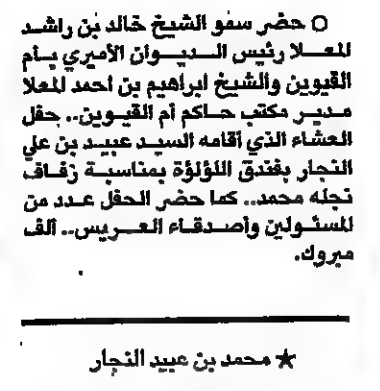 ○ حضر سمو الشيخ خالد بن راشد
المعلا رئيس الديوان الأميري بأم
القيوين والشيخ ابراهيم بن احمد المعلا
مدير مكتب حاكم أم القيوين.. حفل
العشاء الذي أقامه السيد عبيد بن علي
النجار بفندق اللؤلؤة بمناسبة زفاف
نجله محمد.. كما حضر الحفل عدد من
المسئولين وأصدقاء العريس.. ألف
مبروك.
★ محمد بن عبيد النجار